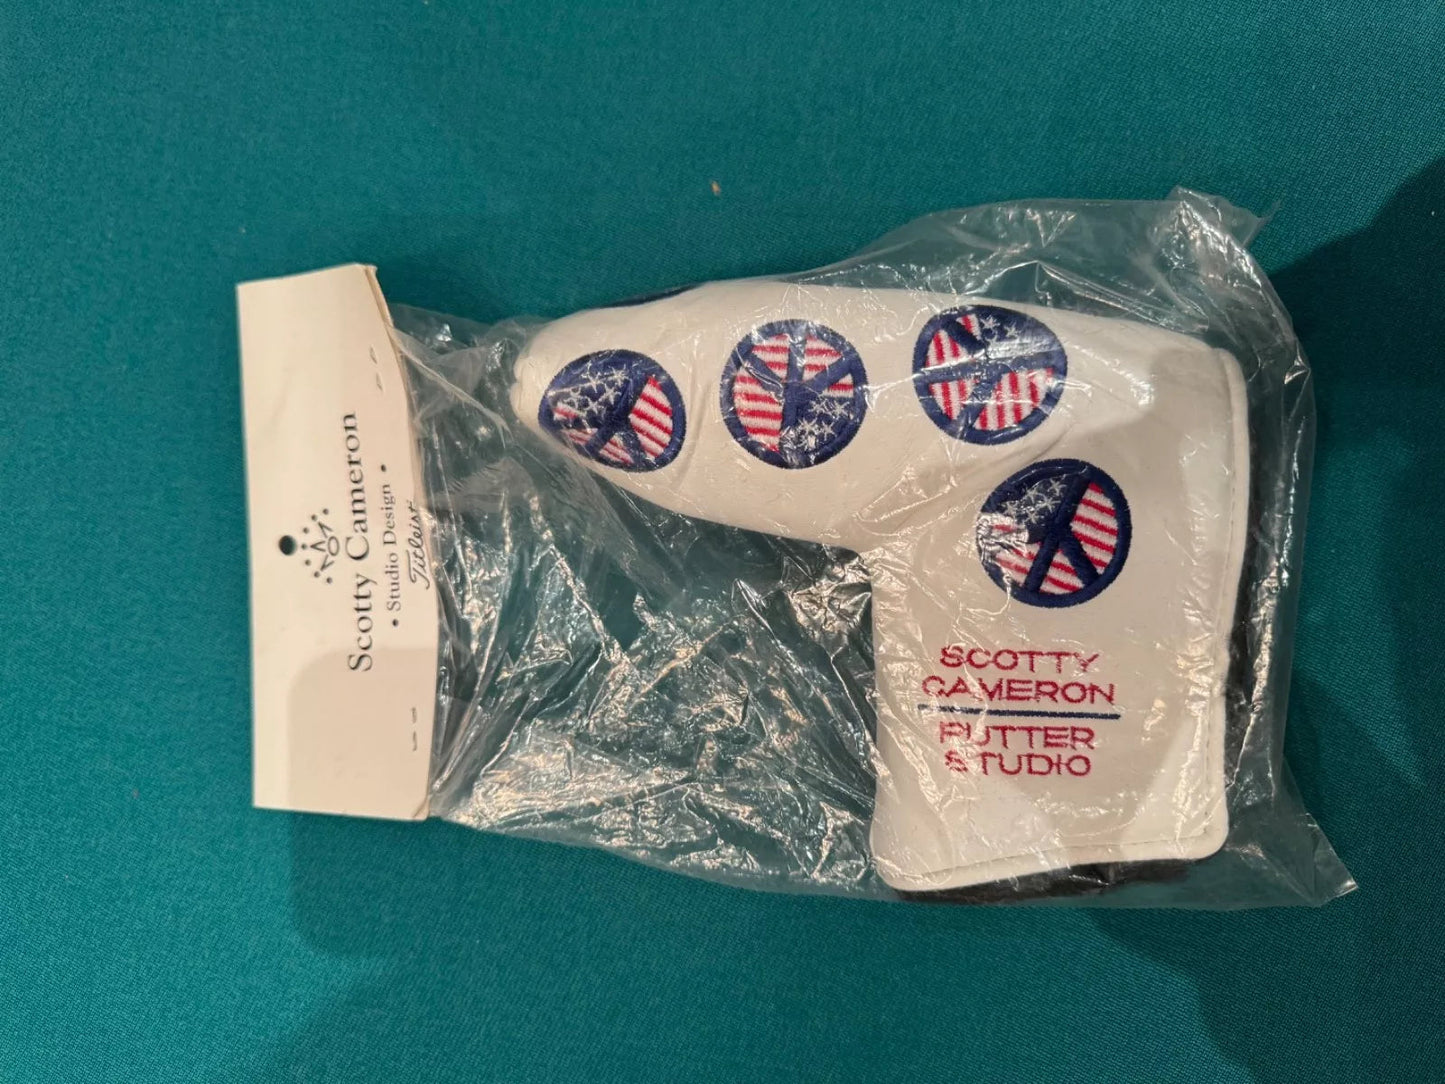 Scotty Cameron
• Studio Design •
Titleist
SCOTTY
CAMERON
PUTTER
STUDIO